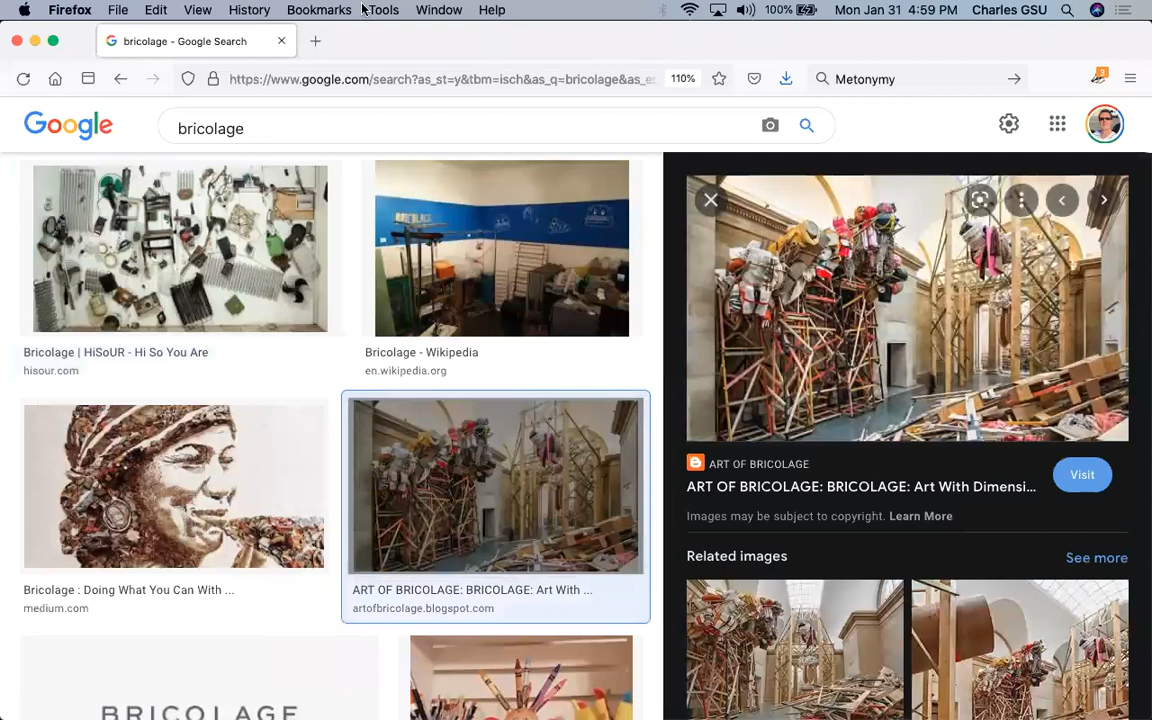 Firefox File Edit View History Bookmarks Tools Window Help 100% Mon Jan 31 4:59 PM Charles GSU
bricolage - Google Search
https://www.google.com/search?as_st=y&tbm=isch&as_q=bricolage&as_e 110% Metonymy 3
Google bricolage
Bricolage | HiSoUR - Hi So You Are
hisour.com
Bricolage - Wikipedia
en.wikipedia.org
Bricolage : Doing What You Can With ...
medium.com
ART OF BRICOLAGE: BRICOLAGE: Art With ...
artofbricolage.blogspot.com
BRICOLAGE
ART OF BRICOLAGE
ART OF BRICOLAGE: BRICOLAGE: Art With Dimensi...
Visit
Images may be subject to copyright. Learn More
Related images
See more